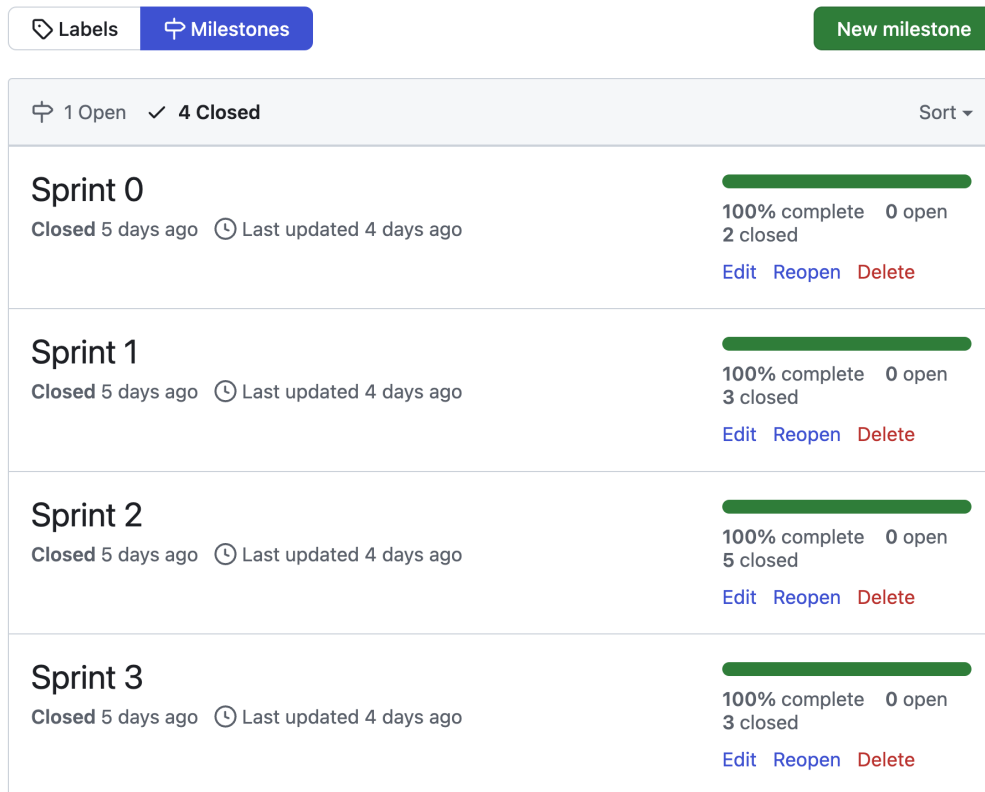 Labels Milestones New milestone
1 Open 4 Closed Sort
Sprint 0
Closed 5 days ago Last updated 4 days ago
100% complete 0 open
2 closed
Edit Reopen Delete
Sprint 1
Closed 5 days ago Last updated 4 days ago
100% complete 0 open
3 closed
Edit Reopen Delete
Sprint 2
Closed 5 days ago Last updated 4 days ago
100% complete 0 open
5 closed
Edit Reopen Delete
Sprint 3
Closed 5 days ago Last updated 4 days ago
100% complete 0 open
3 closed
Edit Reopen Delete